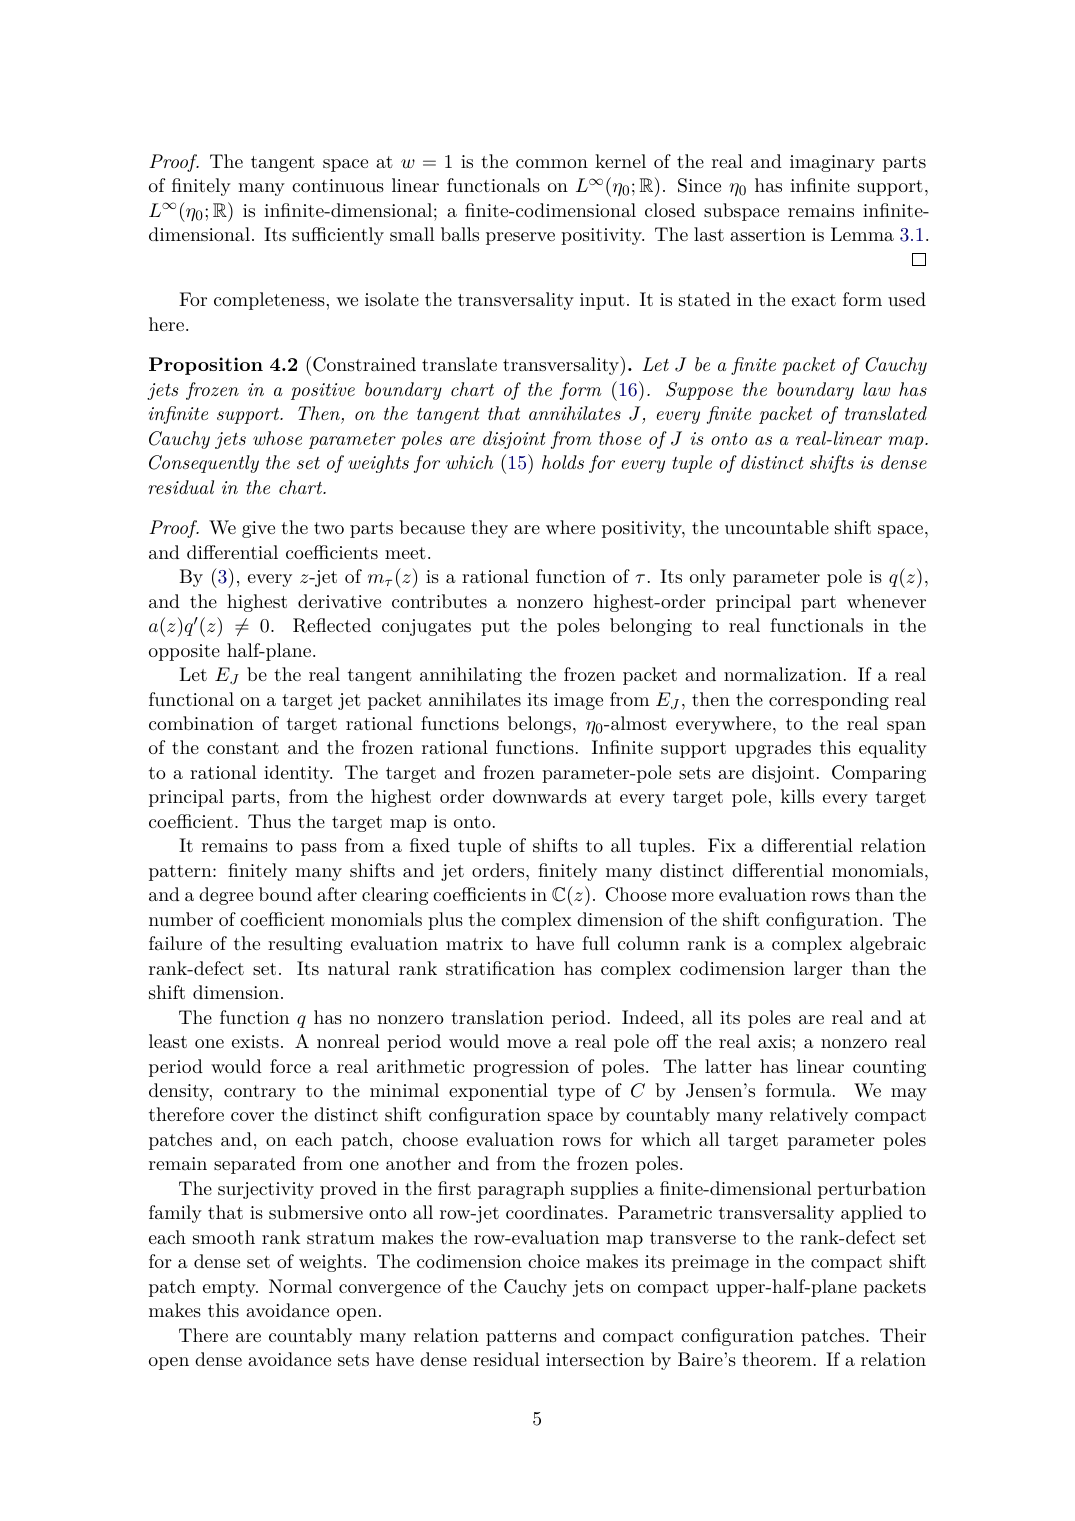 Proof. The tangent space at w = 1 is the common kernel of the real and imaginary parts
of finitely many continuous linear functionals on L∞(η₀; ℝ). Since η₀ has infinite support,
L∞(η₀; ℝ) is infinite-dimensional; a finite-codimensional closed subspace remains infinite-
dimensional. Its sufficiently small balls preserve positivity. The last assertion is Lemma 3.1.
□
For completeness, we isolate the transversality input. It is stated in the exact form used
here.
Proposition 4.2 (Constrained translate transversality). Let J be a finite packet of Cauchy
jets frozen in a positive boundary chart of the form (16). Suppose the boundary law has
infinite support. Then, on the tangent that annihilates J, every finite packet of translated
Cauchy jets whose parameter poles are disjoint from those of J is onto as a real-linear map.
Consequently the set of weights for which (15) holds for every tuple of distinct shifts is dense
residual in the chart.
Proof. We give the two parts because they are where positivity, the uncountable shift space,
and differential coefficients meet.
By (3), every z-jet of m_τ(z) is a rational function of τ. Its only parameter pole is q(z),
and the highest derivative contributes a nonzero highest-order principal part whenever
a(z)q′(z) ≠ 0. Reflected conjugates put the poles belonging to real functionals in the
opposite half-plane.
Let E_J be the real tangent annihilating the frozen packet and normalization. If a real
functional on a target jet packet annihilates its image from E_J, then the corresponding real
combination of target rational functions belongs, η₀-almost everywhere, to the real span
of the constant and the frozen rational functions. Infinite support upgrades this equality
to a rational identity. The target and frozen parameter-pole sets are disjoint. Comparing
principal parts, from the highest order downwards at every target pole, kills every target
coefficient. Thus the target map is onto.
It remains to pass from a fixed tuple of shifts to all tuples. Fix a differential relation
pattern: finitely many shifts and jet orders, finitely many distinct differential monomials,
and a degree bound after clearing coefficients in ℂ(z). Choose more evaluation rows than the
number of coefficient monomials plus the complex dimension of the shift configuration. The
failure of the resulting evaluation matrix to have full column rank is a complex algebraic
rank-defect set. Its natural rank stratification has complex codimension larger than the
shift dimension.
The function q has no nonzero translation period. Indeed, all its poles are real and at
least one exists. A nonreal period would move a real pole off the real axis; a nonzero real
period would force a real arithmetic progression of poles. The latter has linear counting
density, contrary to the minimal exponential type of C by Jensen's formula. We may
therefore cover the distinct shift configuration space by countably many relatively compact
patches and, on each patch, choose evaluation rows for which all target parameter poles
remain separated from one another and from the frozen poles.
The surjectivity proved in the first paragraph supplies a finite-dimensional perturbation
family that is submersive onto all row-jet coordinates. Parametric transversality applied to
each smooth rank stratum makes the row-evaluation map transverse to the rank-defect set
for a dense set of weights. The codimension choice makes its preimage in the compact shift
patch empty. Normal convergence of the Cauchy jets on compact upper-half-plane packets
makes this avoidance open.
There are countably many relation patterns and compact configuration patches. Their
open dense avoidance sets have dense residual intersection by Baire's theorem. If a relation
5